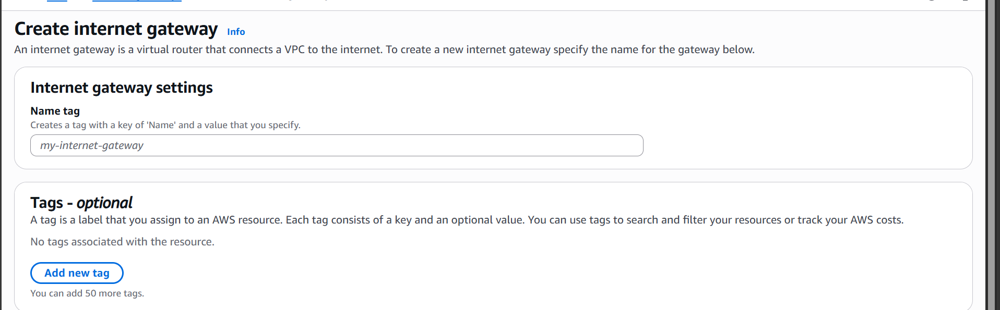 Create internet gateway Info
An internet gateway is a virtual router that connects a VPC to the internet. To create a new internet gateway specify the name for the gateway below.
Internet gateway settings
Name tag
Creates a tag with a key of 'Name' and a value that you specify.
my-internet-gateway
Tags - optional
A tag is a label that you assign to an AWS resource. Each tag consists of a key and an optional value. You can use tags to search and filter your resources or track your AWS costs.
No tags associated with the resource.
Add new tag
You can add 50 more tags.